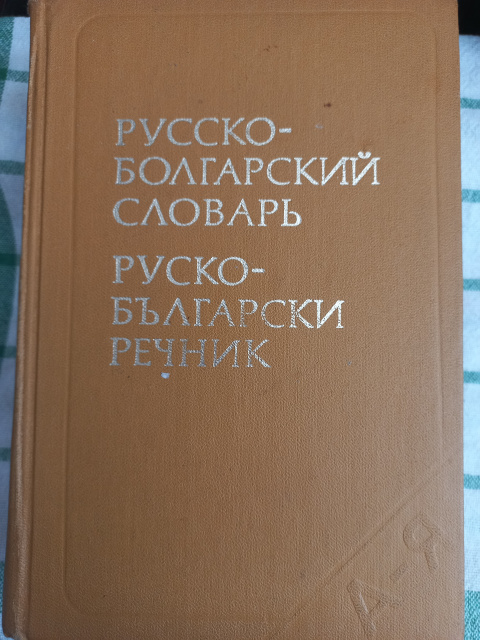 РУССКО-
БОЛГАРСКИЙ
СЛОВАРЬ
РУСКО-
БЪЛГАРСКИ
РЕЧНИК
А-Я